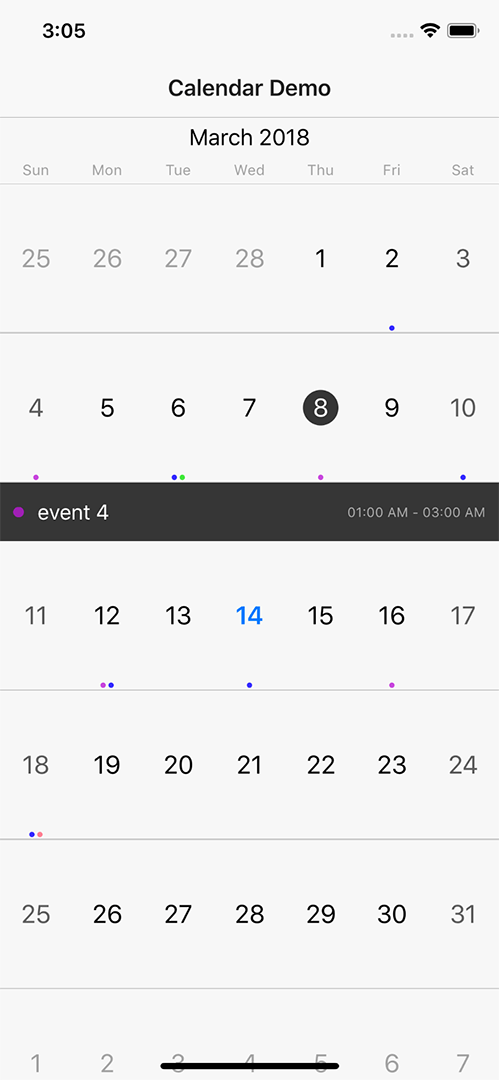 3:05
Calendar Demo
March 2018
Sun Mon Tue Wed Thu Fri Sat
25 26 27 28 1 2 3
4 5 6 7 8 9 10
event 4 01:00 AM - 03:00 AM
11 12 13 14 15 16 17
18 19 20 21 22 23 24
25 26 27 28 29 30 31
1 2 3 4 5 6 7